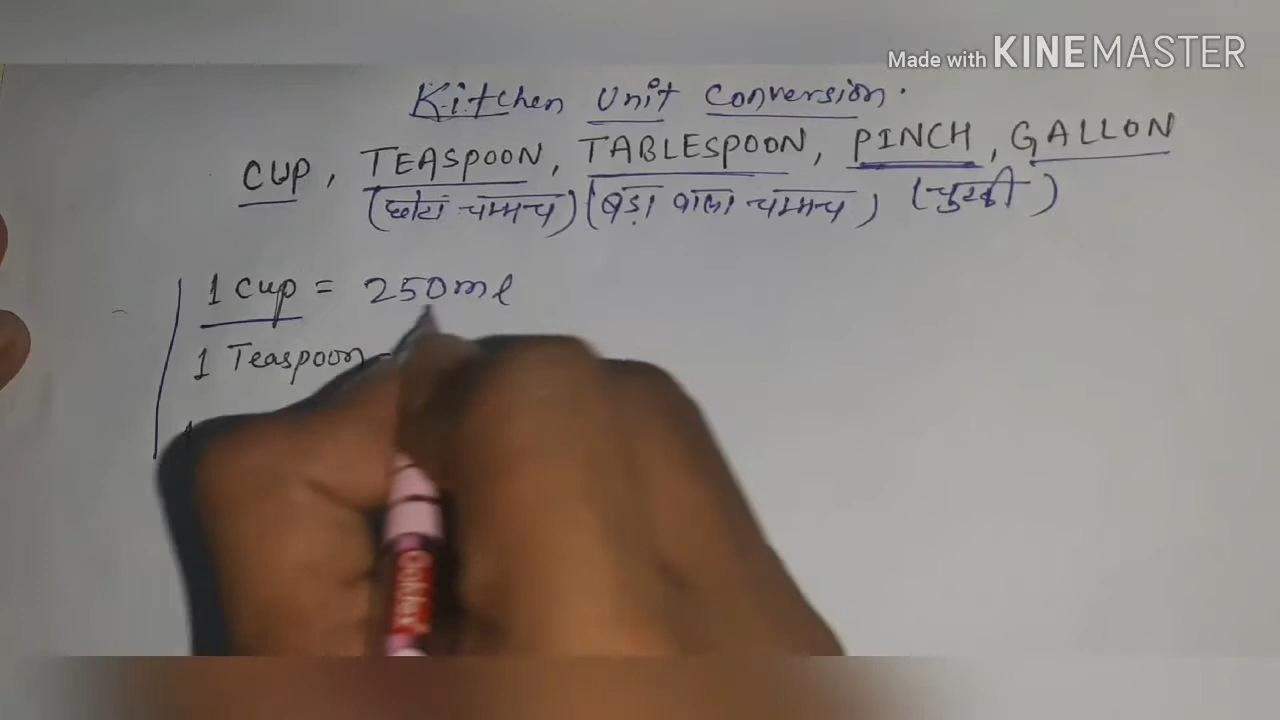 Made with KINEMASTER
Kitchen Unit Conversion.
CUP, TEASPOON, TABLESPOON, PINCH, GALLON
(छोटा चम्मच) (बड़ा वाला चम्मच) (चुटकी)
1 Cup = 250ml
1 Teaspoon